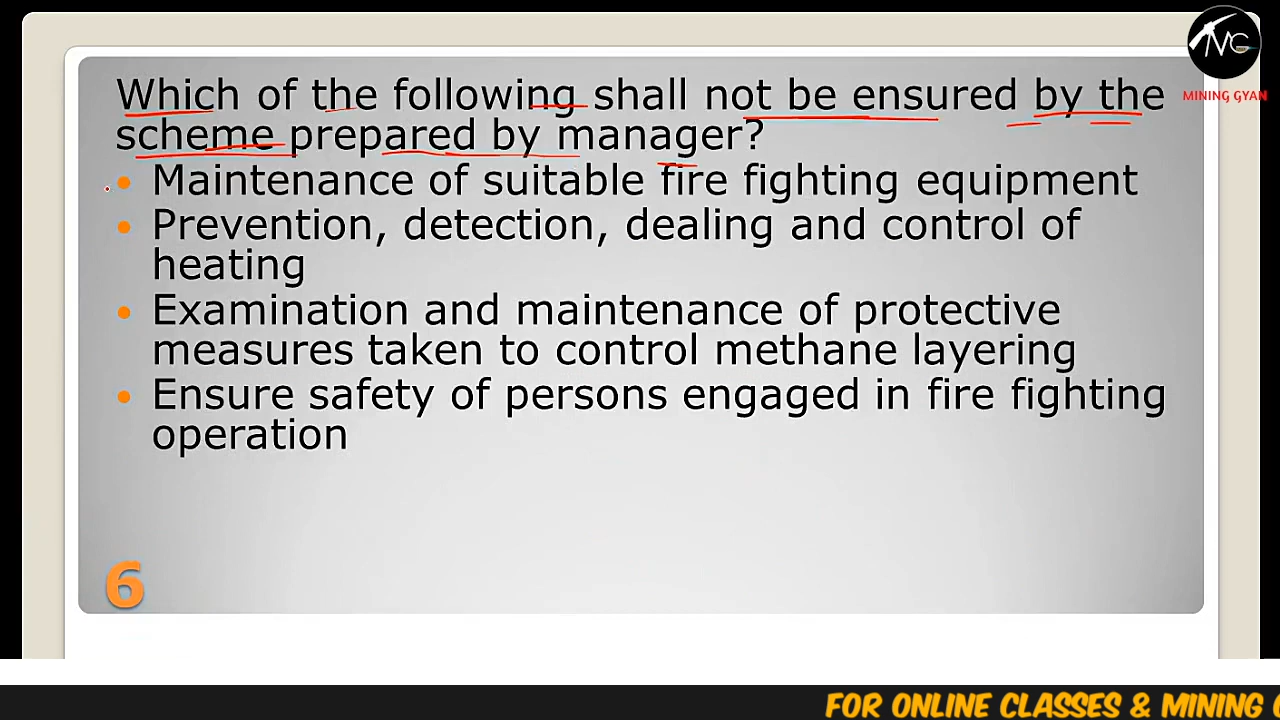 MINING GYAN
Which of the following shall not be ensured by the
scheme prepared by manager?
• Maintenance of suitable fire fighting equipment
• Prevention, detection, dealing and control of
heating
• Examination and maintenance of protective
measures taken to control methane layering
• Ensure safety of persons engaged in fire fighting
operation
6
FOR ONLINE CLASSES & MINING